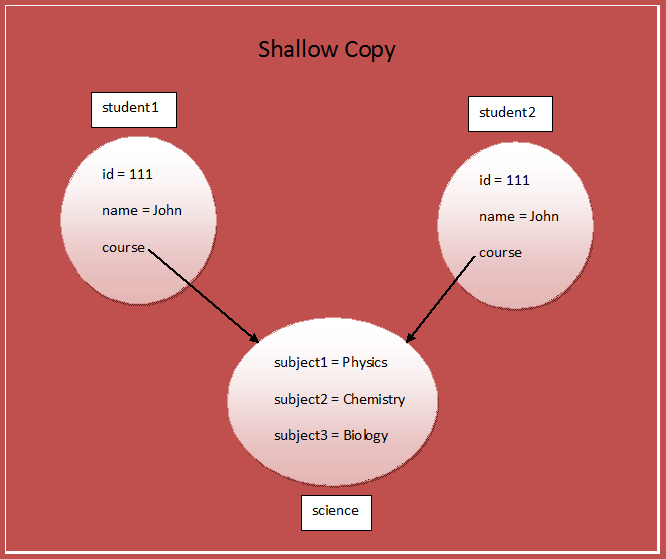 Shallow Copy
student1
id = 111
name = John
course
student2
id = 111
name = John
course
subject1 = Physics
subject2 = Chemistry
subject3 = Biology
science